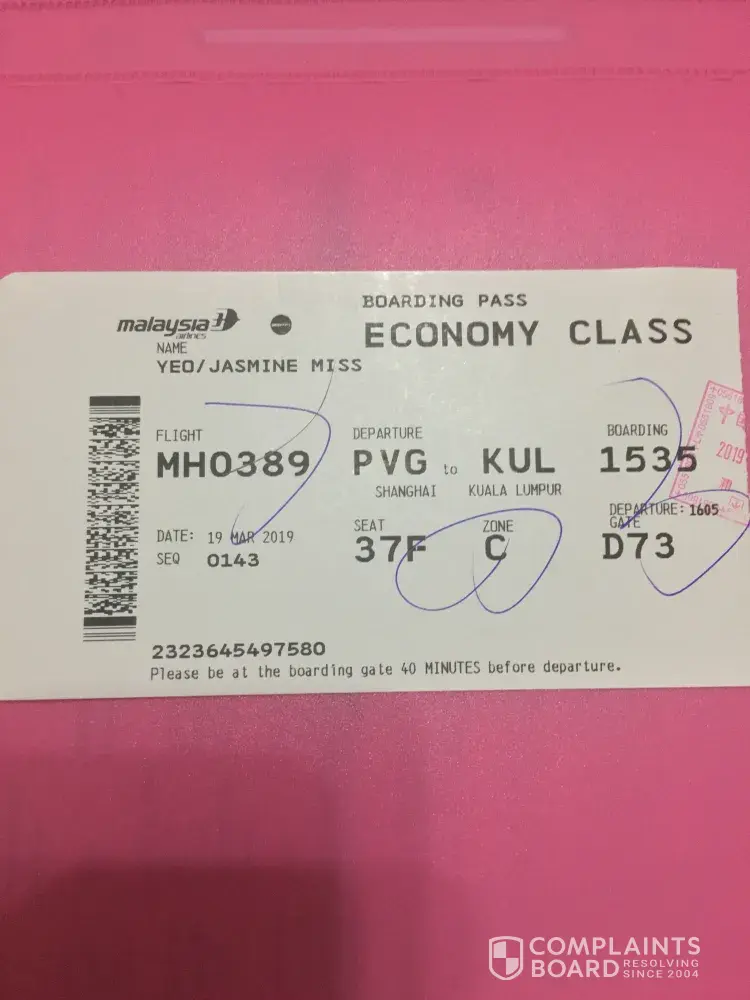 BOARDING PASS
malaysia airlines
ECONOMY CLASS
NAME
YEO/JASMINE MISS
FLIGHT DEPARTURE BOARDING
MH0389 PVG to KUL 1535
SHANGHAI KUALA LUMPUR
DEPARTURE: 1605
DATE: 19 MAR 2019 SEAT ZONE GATE
SEQ 0143 37F C D73
2323645497580
Please be at the boarding gate 40 MINUTES before departure.
2019
COMPLAINTS
BOARD RESOLVING
SINCE 2004